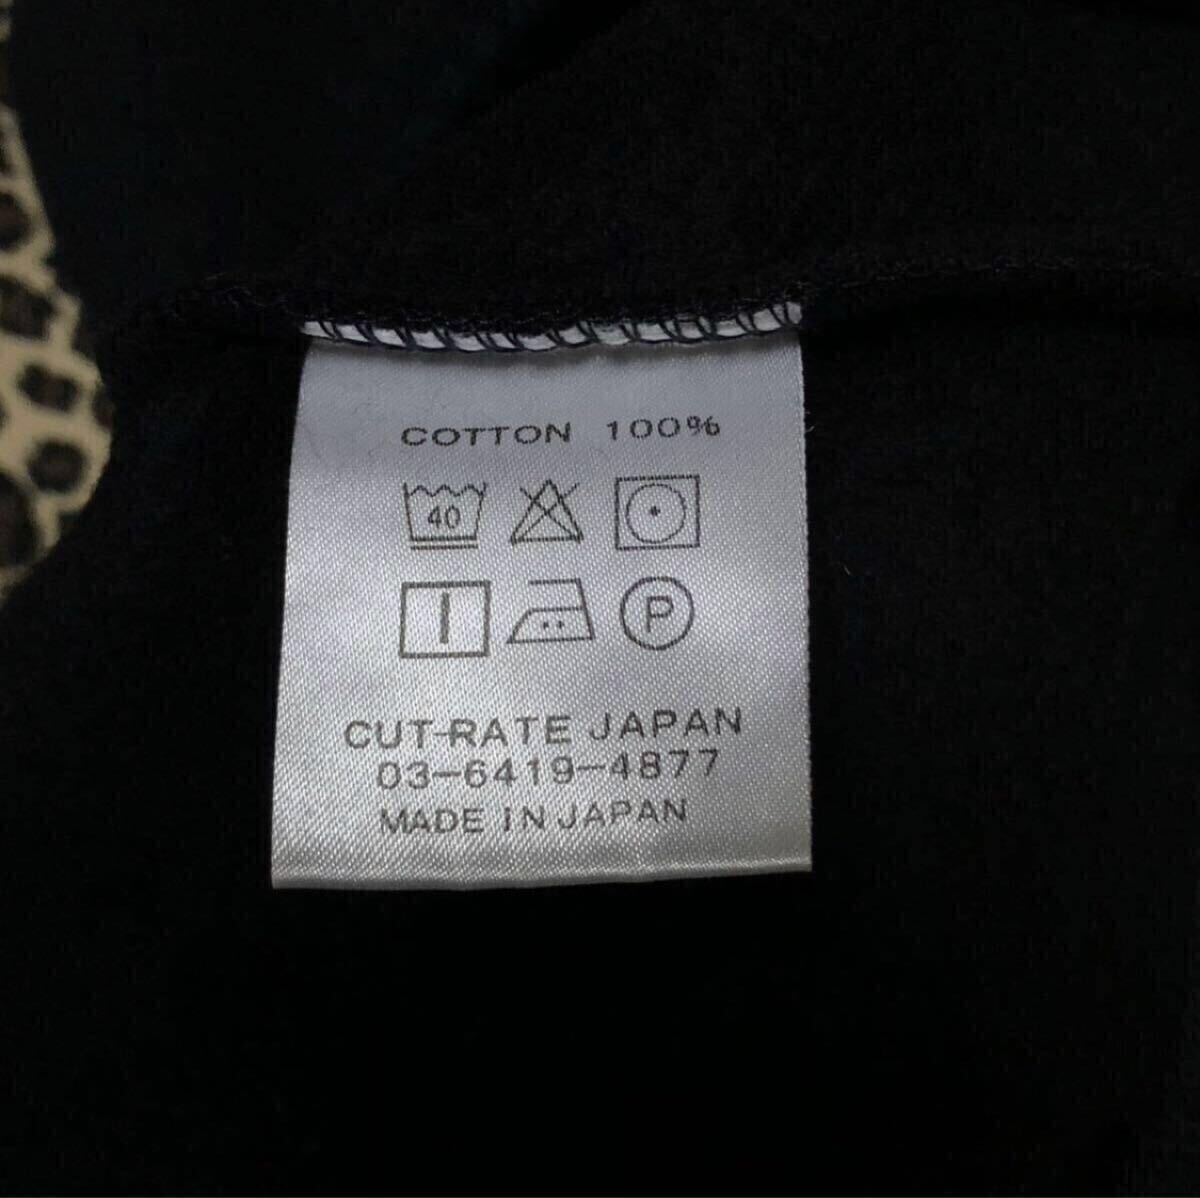 COTTON 100%
40
P
CUT-RATE JAPAN
03-6419-4877
MADE IN JAPAN